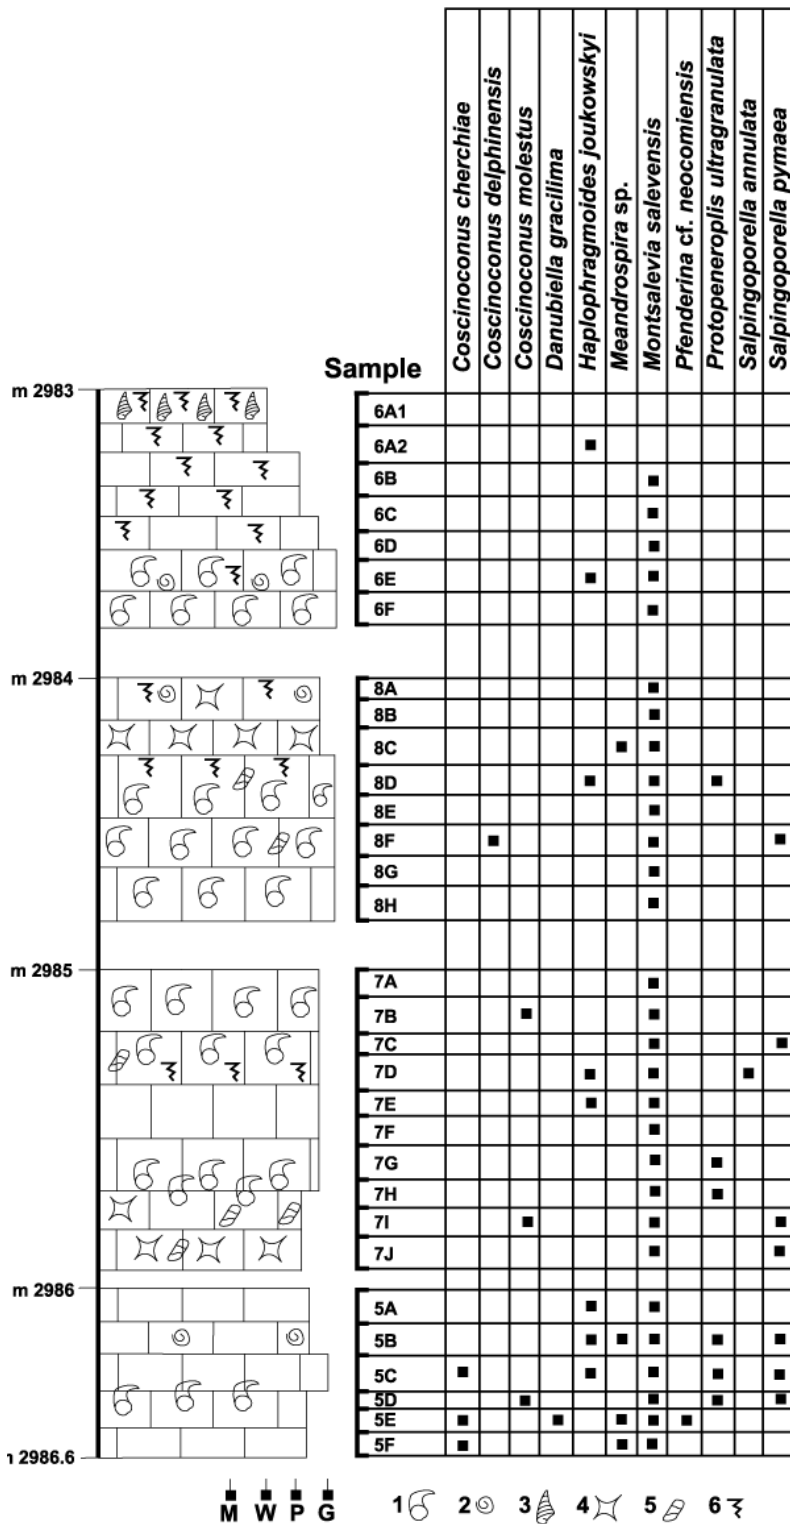 Coscinoconus cherchiae
Coscinoconus delphinensis
Coscinoconus molestus
Danubiella gracilima
Haplophragmoides joukowskyi
Meandrospira sp.
Montsalevia salevensis
Pfenderina cf. neocomiensis
Protopeneroplis ultragranulata
Salpingoporella annulata
Salpingoporella pymaea
Sample
m 2983
6A1
6A2
6B
6C
6D
6E
6F
m 2984
8A
8B
8C
8D
8E
8F
8G
8H
m 2985
7A
7B
7C
7D
7E
7F
7G
7H
7I
7J
m 2986
5A
5B
5C
5D
5E
5F
m 2986.6
M W P G
1 2 3 4 5 6